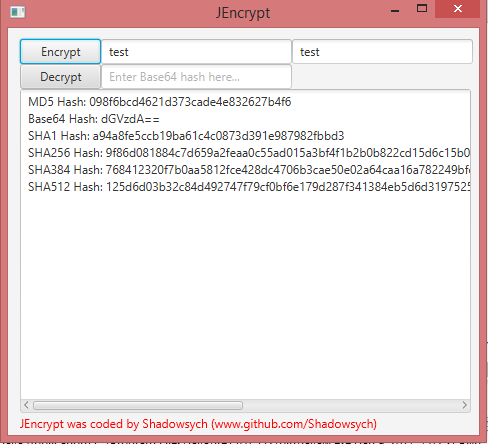 JEncrypt
Encrypt test test
Decrypt Enter Base64 hash here...
MD5 Hash: 098f6bcd4621d373cade4e832627b4f6
Base64 Hash: dGVzdA==
SHA1 Hash: a94a8fe5ccb19ba61c4c0873d391e987982fbbd3
SHA256 Hash: 9f86d081884c7d659a2feaa0c55ad015a3bf4f1b2b0b822cd15d6c15b0
SHA384 Hash: 768412320f7b0aa5812fce428dc4706b3cae50e02a64caa16a782249bf
SHA512 Hash: 125d6d03b32c84d492747f79cf0bf6e179d287f341384eb5d6d3197525
JEncrypt was coded by Shadowsych (www.github.com/Shadowsych)